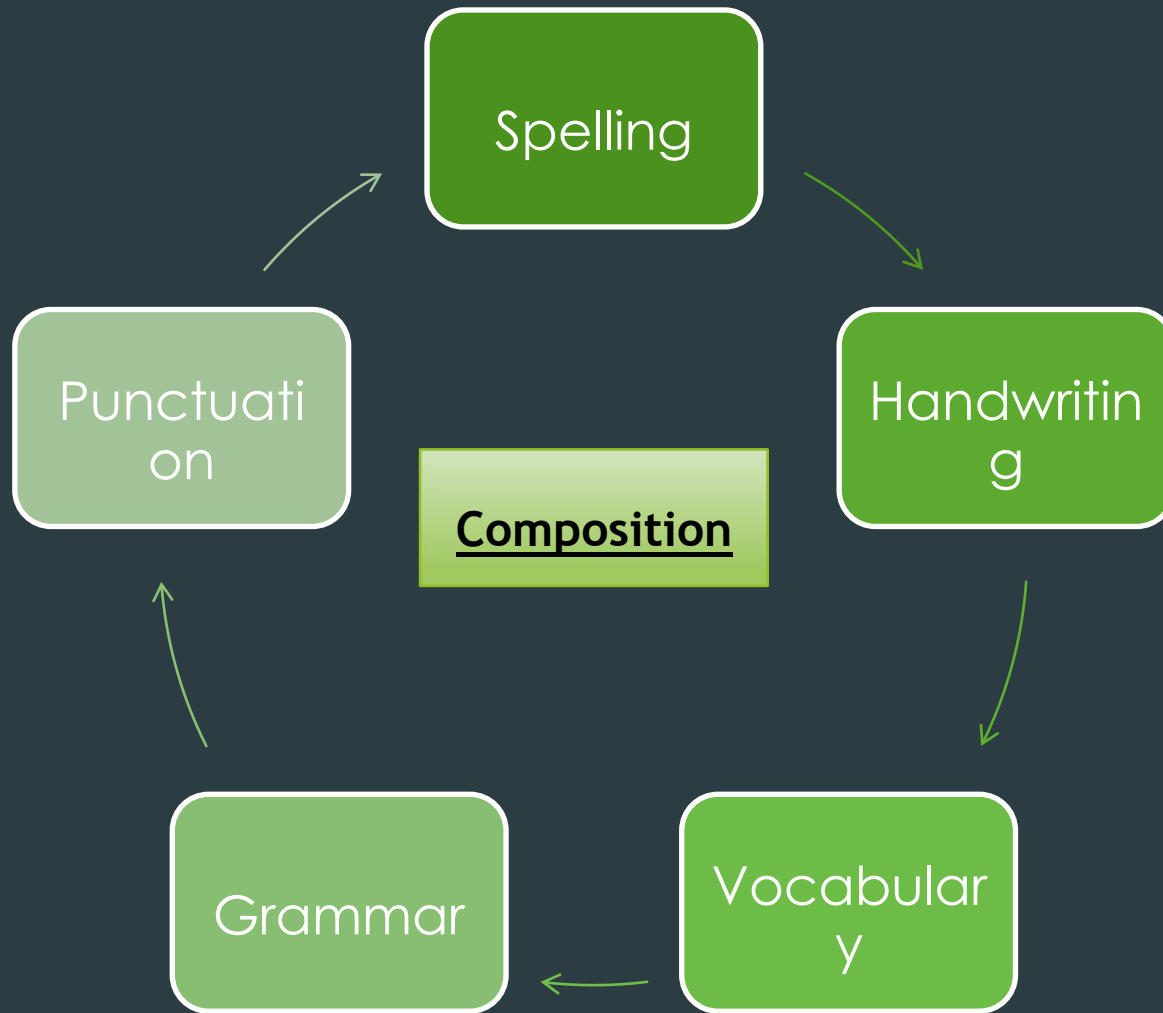 Spelling
Handwritin
g
Vocabular
y
Grammar
Punctuati
on
Composition